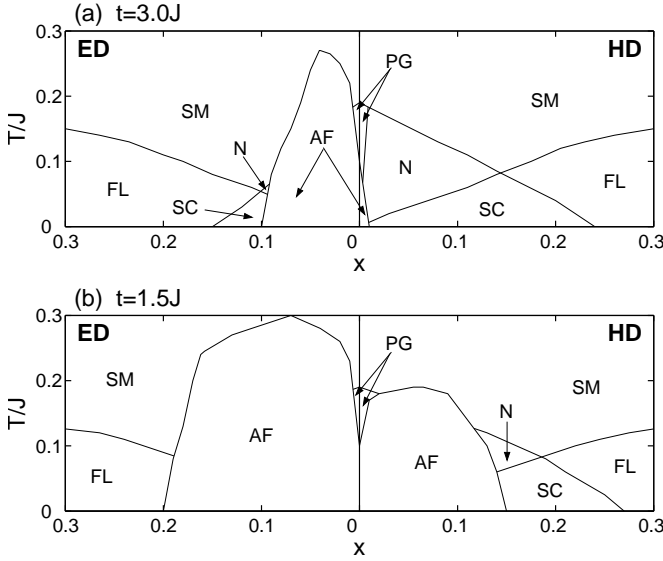 (a) t=3.0J
0.3
ED
HD
PG
SM
SM
0.2
T/J
N
AF
N
0.1
FL
FL
SC
SC
0
0.3 0.2 0.1 0 0.1 0.2 0.3
x
(b) t=1.5J
0.3
ED
HD
PG
SM
SM
0.2
T/J
N
0.1
AF
AF
FL
FL
SC
0
0.3 0.2 0.1 0 0.1 0.2 0.3
x